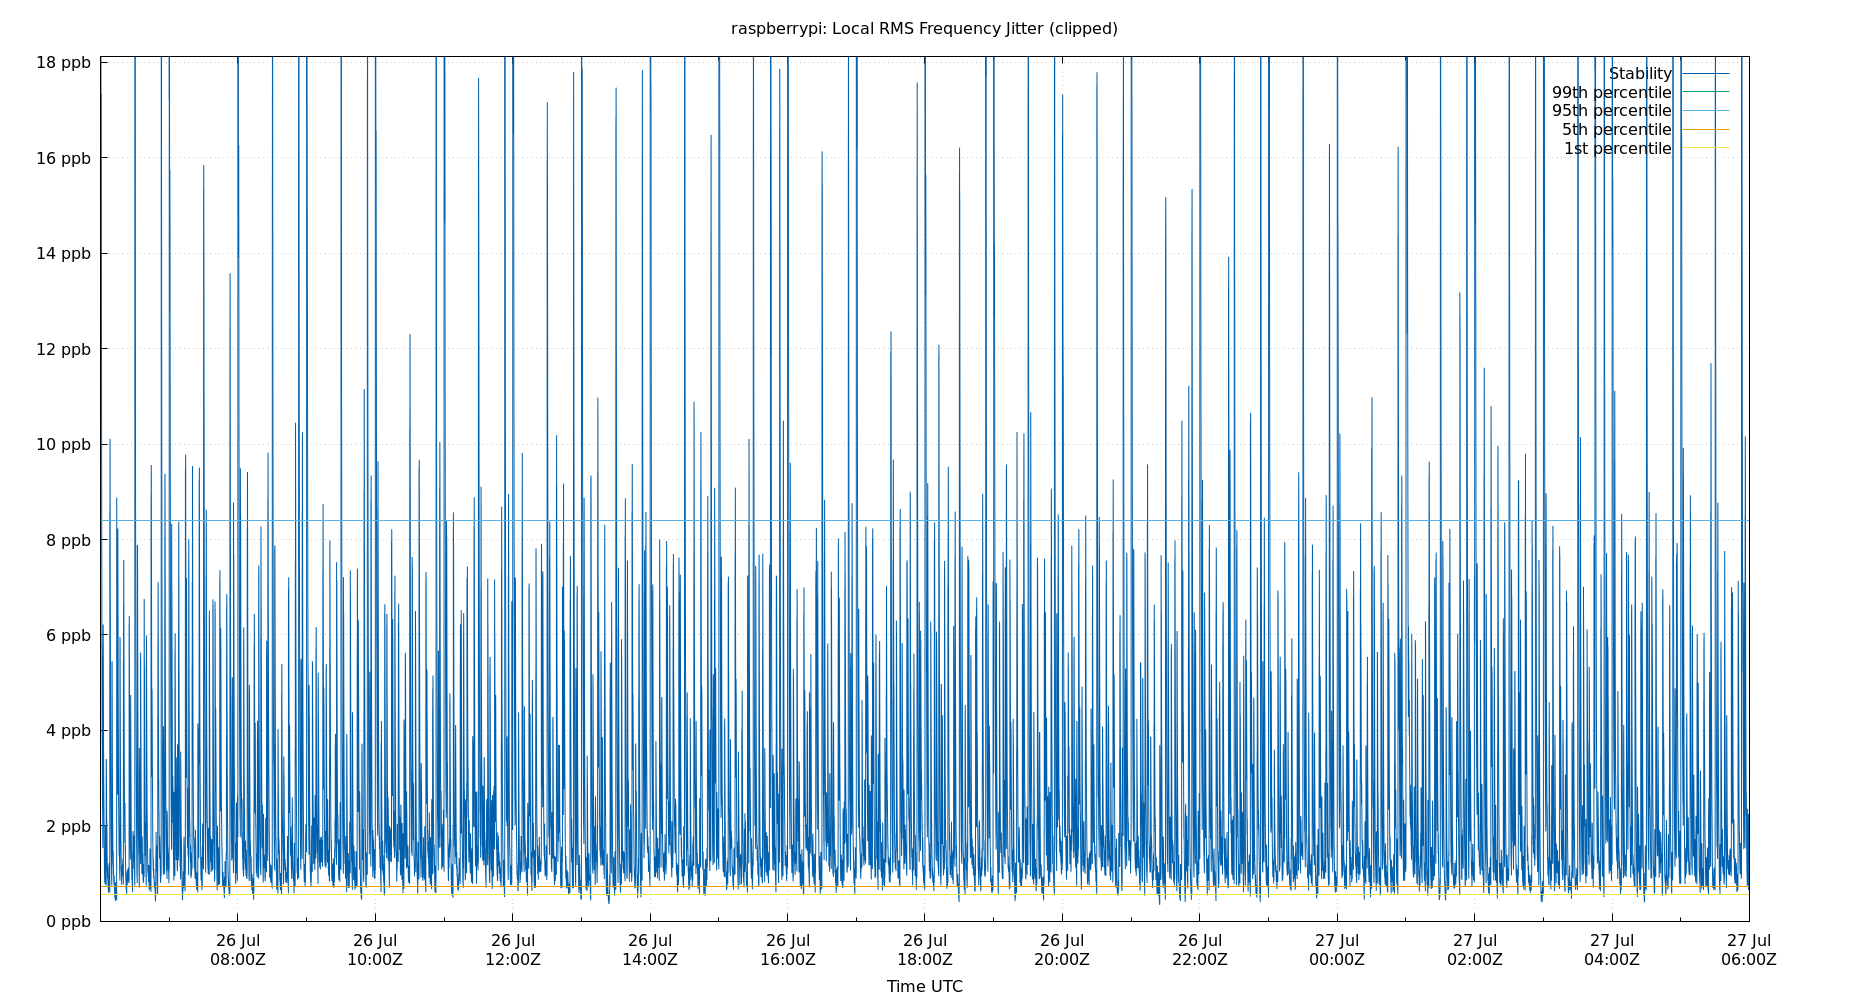 raspberrypi: Local RMS Frequency Jitter (clipped)
18 ppb
16 ppb
14 ppb
12 ppb
10 ppb
8 ppb
6 ppb
4 ppb
2 ppb
0 ppb
Stability
99th percentile
95th percentile
5th percentile
1st percentile
26 Jul 26 Jul 26 Jul 26 Jul 26 Jul 26 Jul 26 Jul 26 Jul 27 Jul 27 Jul 27 Jul 27 Jul
08:00Z 10:00Z 12:00Z 14:00Z 16:00Z 18:00Z 20:00Z 22:00Z 00:00Z 02:00Z 04:00Z 06:00Z
Time UTC